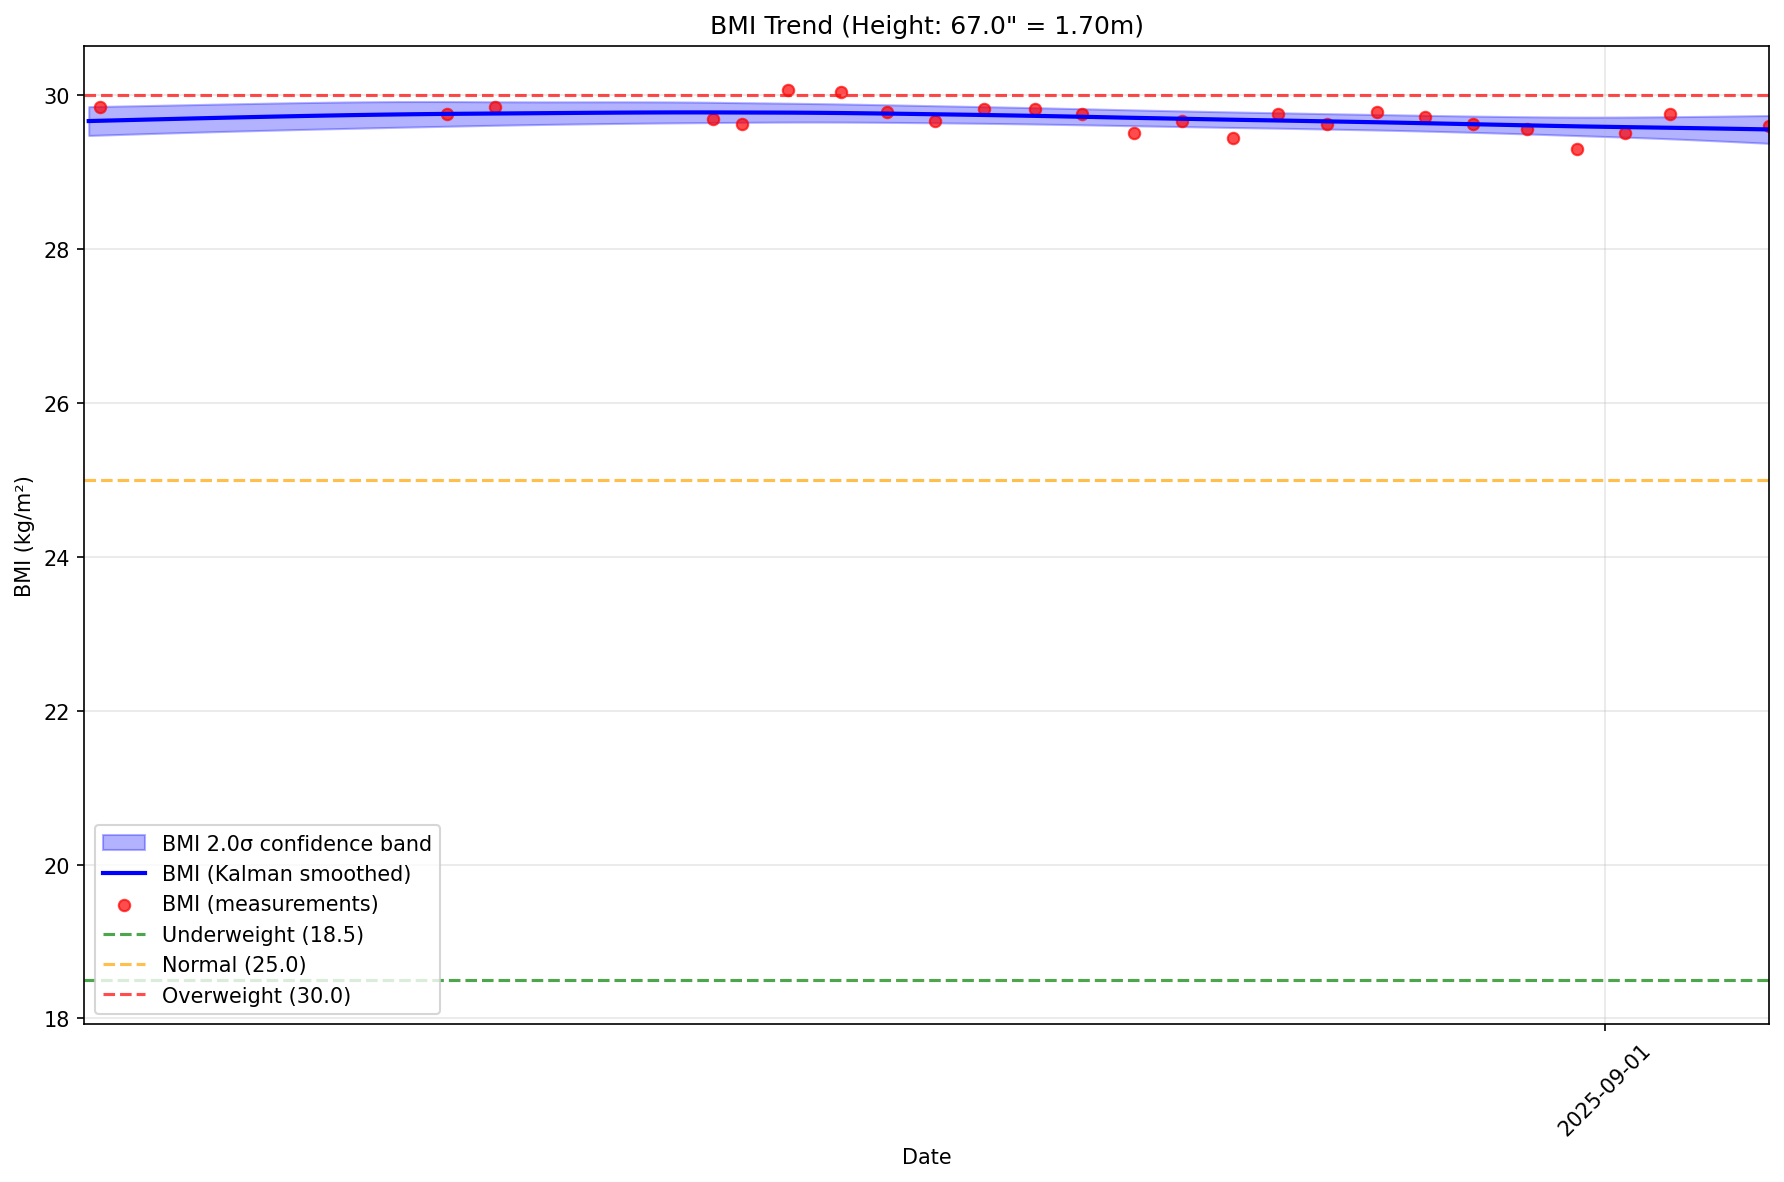 BMI Trend (Height: 67.0" = 1.70m)
BMI (kg/m²)
30
28
26
24
22
20
18
BMI 2.0σ confidence band
BMI (Kalman smoothed)
BMI (measurements)
Underweight (18.5)
Normal (25.0)
Overweight (30.0)
2025-09-01
Date